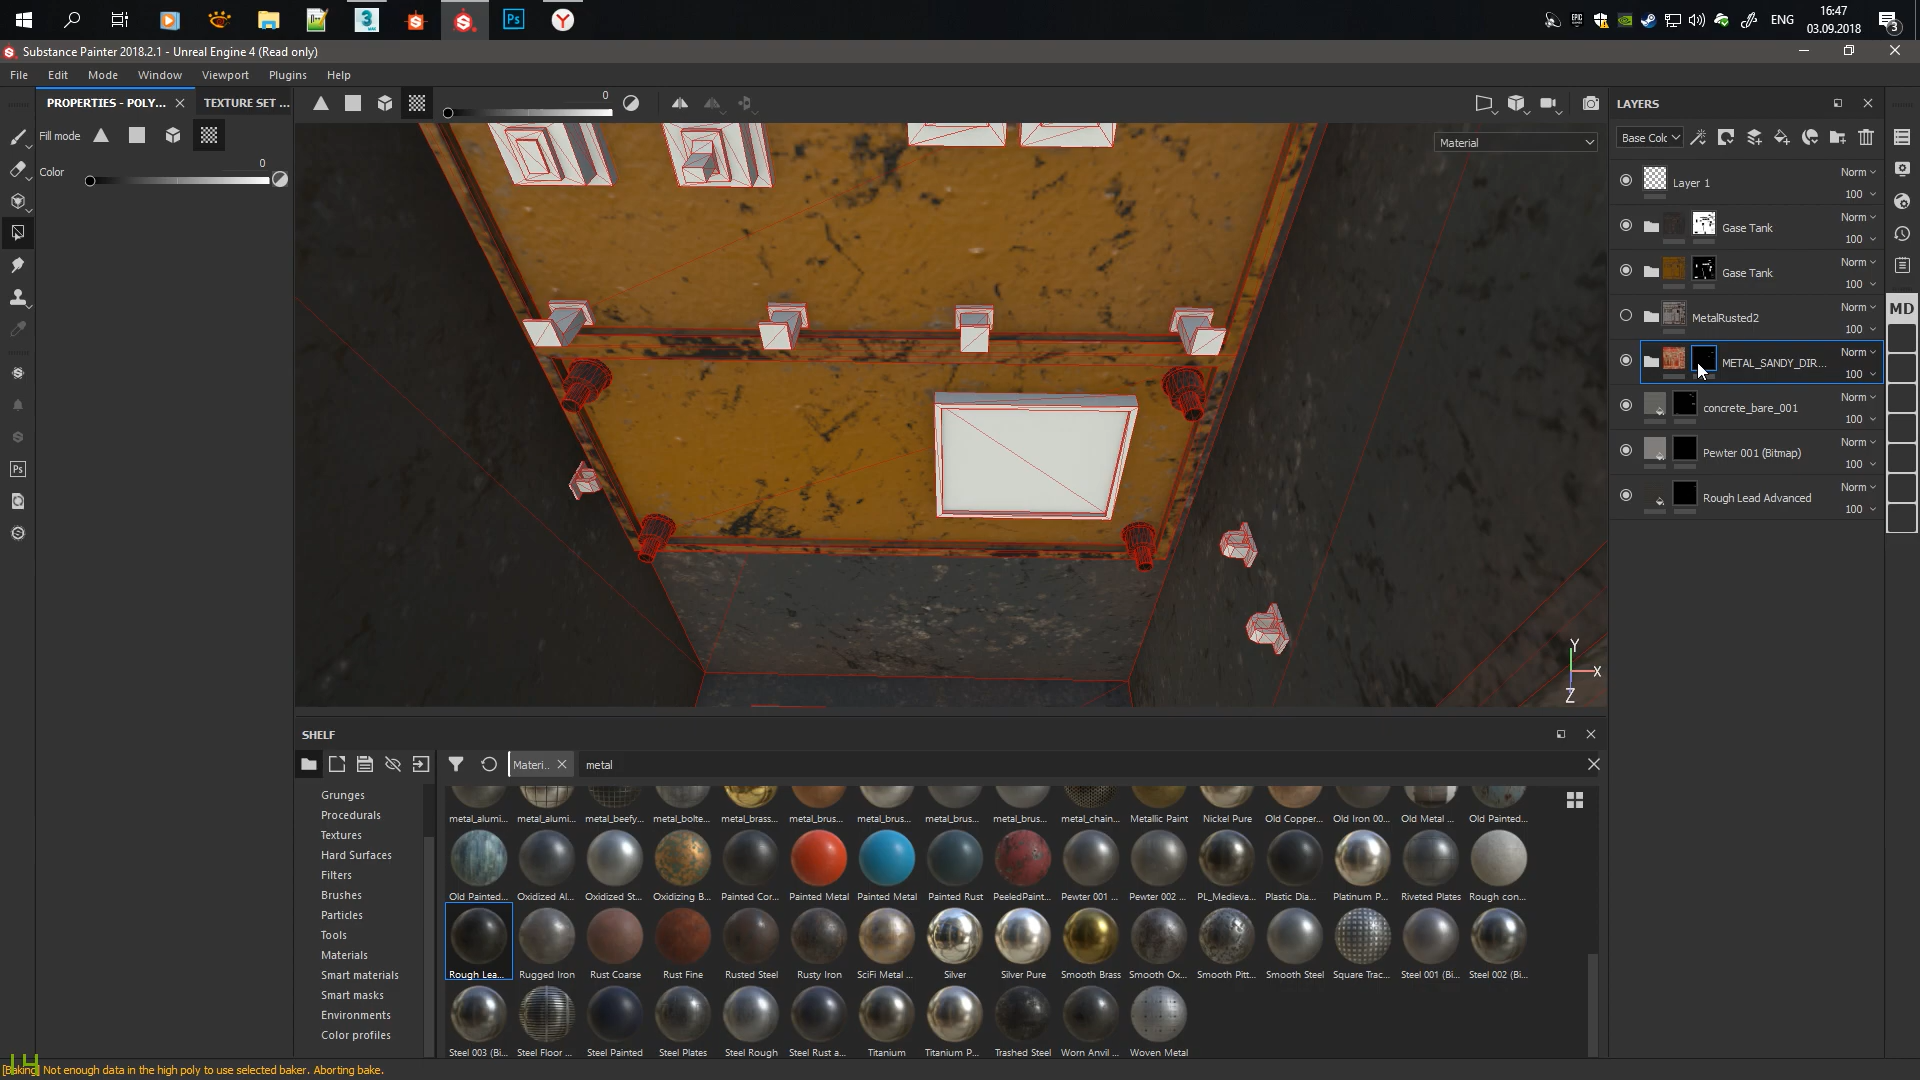 ENG
16:47
03.09.2018
3
Substance Painter 2018.2.1 - Unreal Engine 4 (Read only)
File Edit Mode Window Viewport Plugins Help
PROPERTIES - POLY...
TEXTURE SET ...
Fill mode
Color
0
0
Material
Y
X
Z
LAYERS
Base Colc
Layer 1
Norm
100
Gase Tank
Norm
100
Gase Tank
Norm
100
MetalRusted2
Norm
100
METAL_SANDY_DIR...
Norm
100
concrete_bare_001
Norm
100
Pewter 001 (Bitmap)
Norm
100
Rough Lead Advanced
Norm
100
MD
Ps
Ps
SHELF
Materi..
metal
Grunges
Procedurals
Textures
Hard Surfaces
Filters
Brushes
Particles
Tools
Materials
Smart materials
Smart masks
Environments
Color profiles
metal_alumi... metal_alumi... metal_beefy... metal_bolte... metal_brass... metal_brus... metal_brus... metal_brus... metal_brus... metal_chain... Metallic Paint Nickel Pure Old Copper... Old Iron 00... Old Metal ... Old Painted...
Old Painted... Oxidized Al... Oxidized St... Oxidizing B... Painted Cor... Painted Metal Painted Metal Painted Rust PeeledPaint... Pewter 001 ... Pewter 002 ... PL_Medieva... Plastic Dia... Platinum P... Riveted Plates Rough con...
Rough Lea... Rugged Iron Rust Coarse Rust Fine Rusted Steel Rusty Iron SciFi Metal ... Silver Silver Pure Smooth Brass Smooth Ox... Smooth Pitt... Smooth Steel Square Trac... Steel 001 (Bi... Steel 002 (Bi...
Steel 003 (Bi... Steel Floor ... Steel Painted Steel Plates Steel Rough Steel Rust a... Titanium Titanium P... Trashed Steel Worn Anvil ... Woven Metal
14
[Baking] Not enough data in the high poly to use selected baker. Aborting bake.